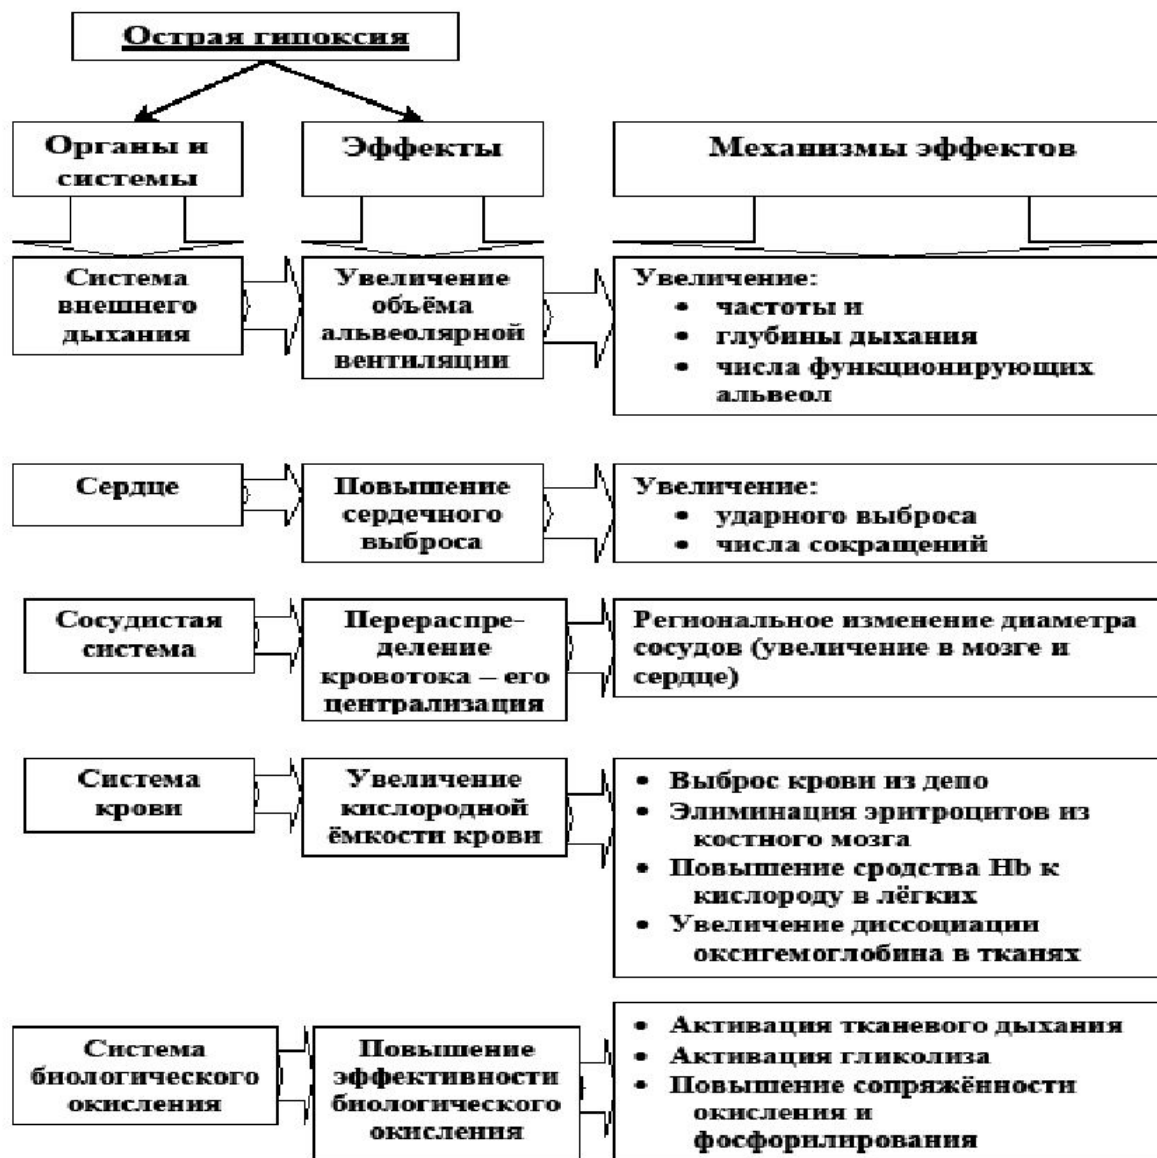 Острая гипоксия
Органы и
системы
Эффекты
Механизмы эффектов
Система
внешнего
дыхания
Увеличение
объёма
альвеолярной
вентиляции
Увеличение:
• частоты и
• глубины дыхания
• числа функционирующих
альвеол
Сердце
Повышение
сердечного
выброса
Увеличение:
• ударного выброса
• числа сокращений
Сосудистая
система
Перераспре-
деление
кровотока – его
централизация
Региональное изменение диаметра
сосудов (увеличение в мозге и
сердце)
Система
крови
Увеличение
кислородной
ёмкости крови
• Выброс крови из депо
• Элиминация эритроцитов из
костного мозга
• Повышение сродства Hb к
кислороду в лёгких
• Увеличение диссоциации
оксигемоглобина в тканях
Система
биологического
окисления
Повышение
эффективности
биологического
окисления
• Активация тканевого дыхания
• Активация гликолиза
• Повышение сопряжённости
окисления и
фосфорилирования